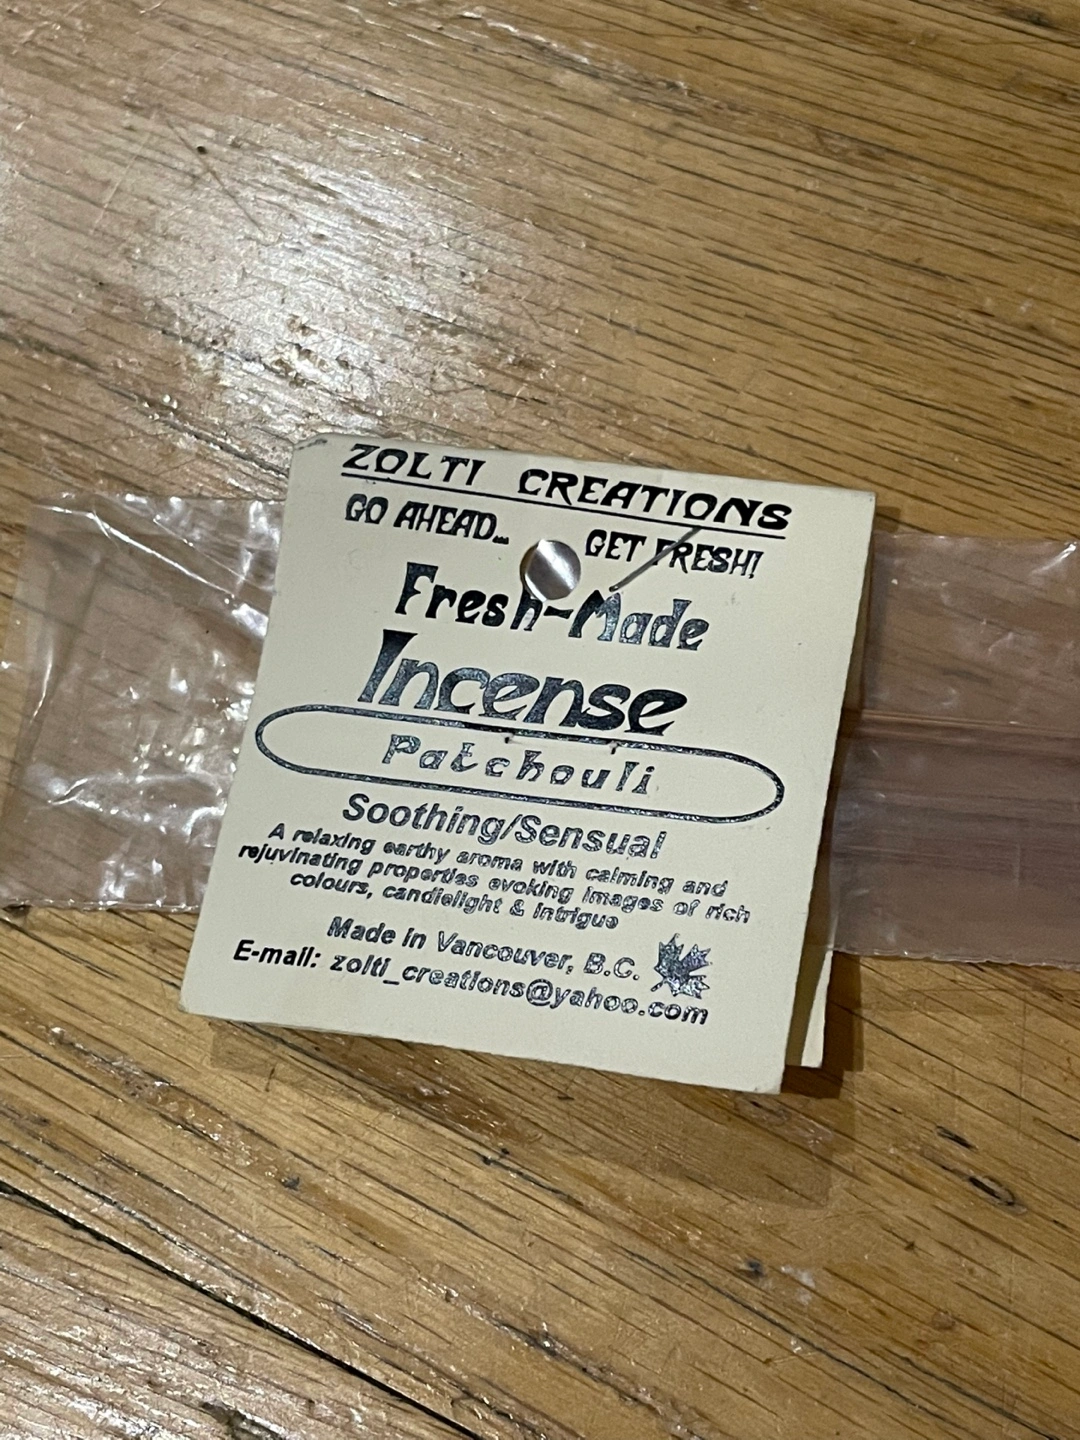 ZOLTI CREATIONS
GO AHEAD... GET FRESH!
Fresh-Made
Incense
Patchouli
Soothing/Sensual
A relaxing earthy aroma with calming and
rejuvinating properties evoking images of rich
colours, candlelight & intrigue
Made in Vancouver, B.C.
E-mail: zolti_creations@yahoo.com